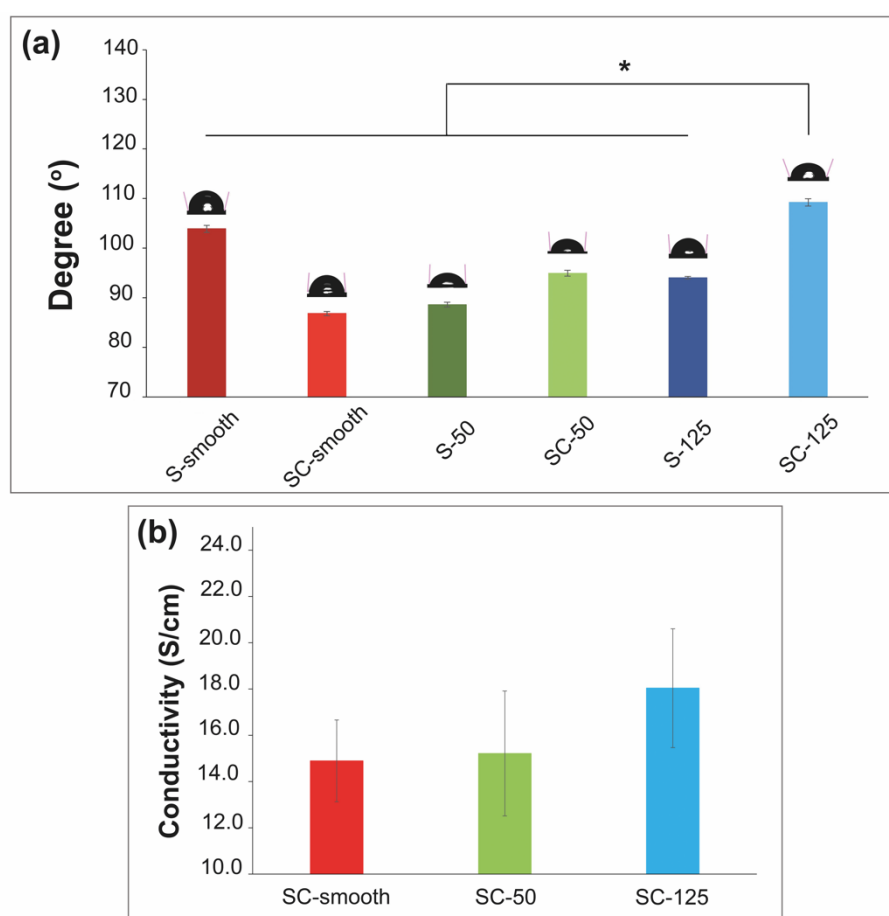 (a)
140
130
120
110
100
90
80
70
Degree (º)
*
S-smooth
SC-smooth
S-50
SC-50
S-125
SC-125
(b)
24.0
22.0
20.0
18.0
16.0
14.0
12.0
10.0
Conductivity (S/cm)
SC-smooth
SC-50
SC-125